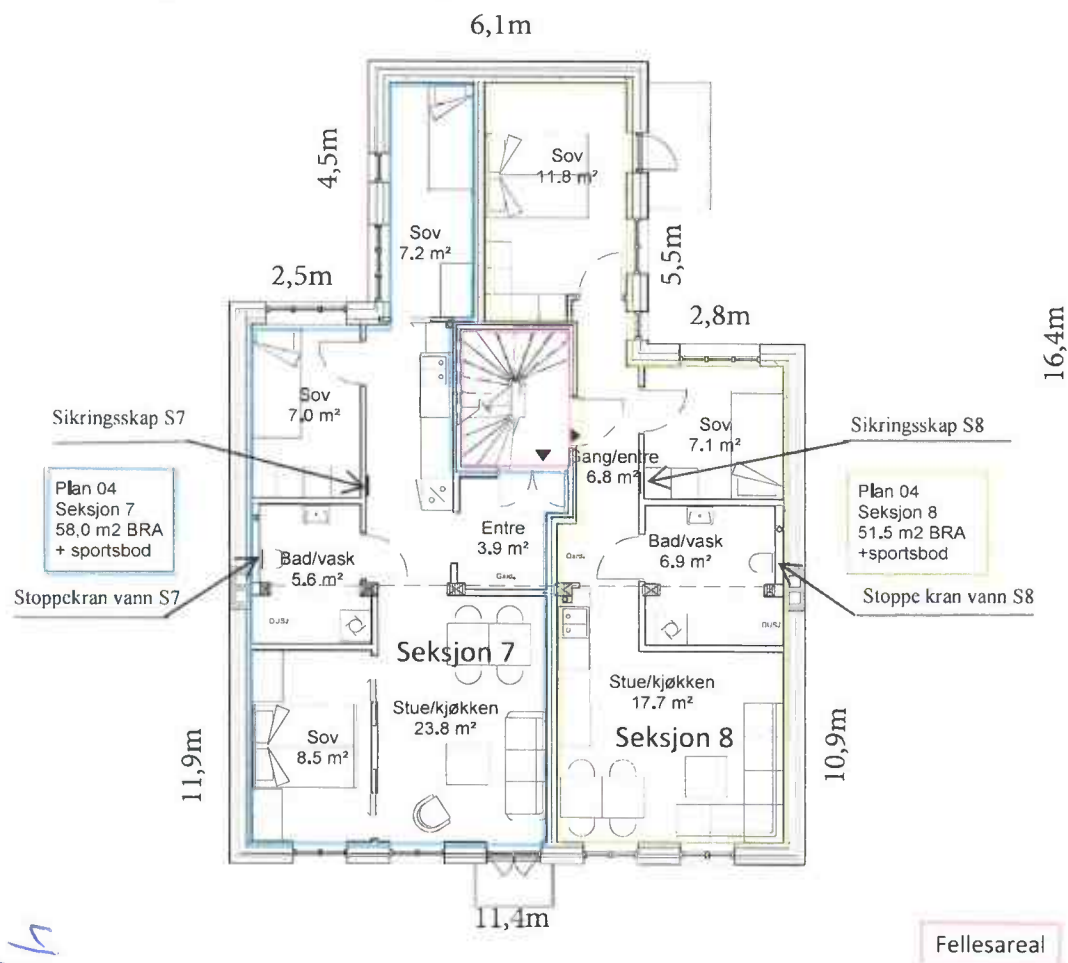 6,1m
4,5m
Sov
11.8 m²
Sov
7.2 m²
5,5m
2,5m
2,8m
16,4m
Sikringsskap S7
Sov
7.0 m²
Sov
7.1 m²
Sikringsskap S8
Gang/entre
6.8 m²
Plan 04
Seksjon 7
58,0 m2 BRA
+ sportsbod
Plan 04
Seksjon 8
51.5 m2 BRA
+sportsbod
Entre
3.9 m²
Bad/vask
5.6 m²
Bad/vask
6.9 m²
Stoppekran vann S7
Stoppe kran vann S8
DUSJ
DUSJ
Seksjon 7
Stue/kjøkken
23.8 m²
Stue/kjøkken
17.7 m²
Seksjon 8
Sov
8.5 m²
11,9m
10,9m
11,4m
Fellesareal